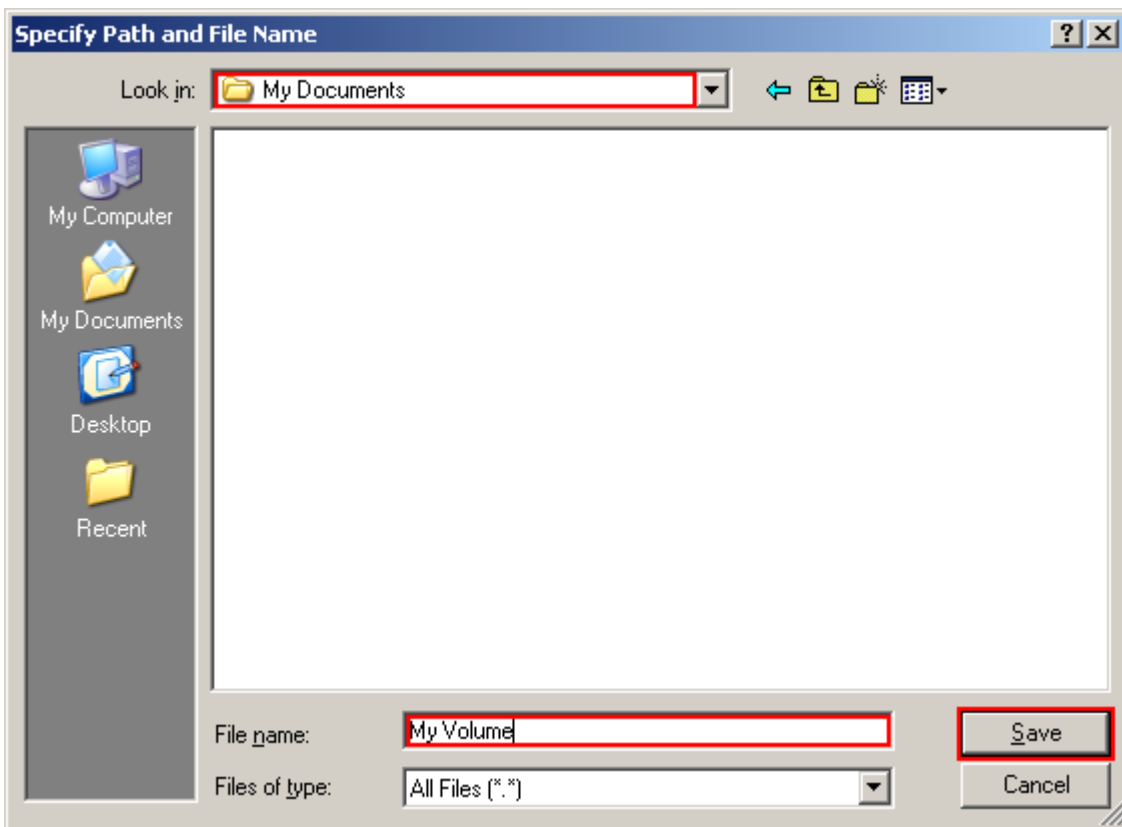 Specify Path and File Name
Look in: My Documents
My Computer
My Documents
Desktop
Recent
File name: My Volume Save
Files of type: All Files (*.*) Cancel